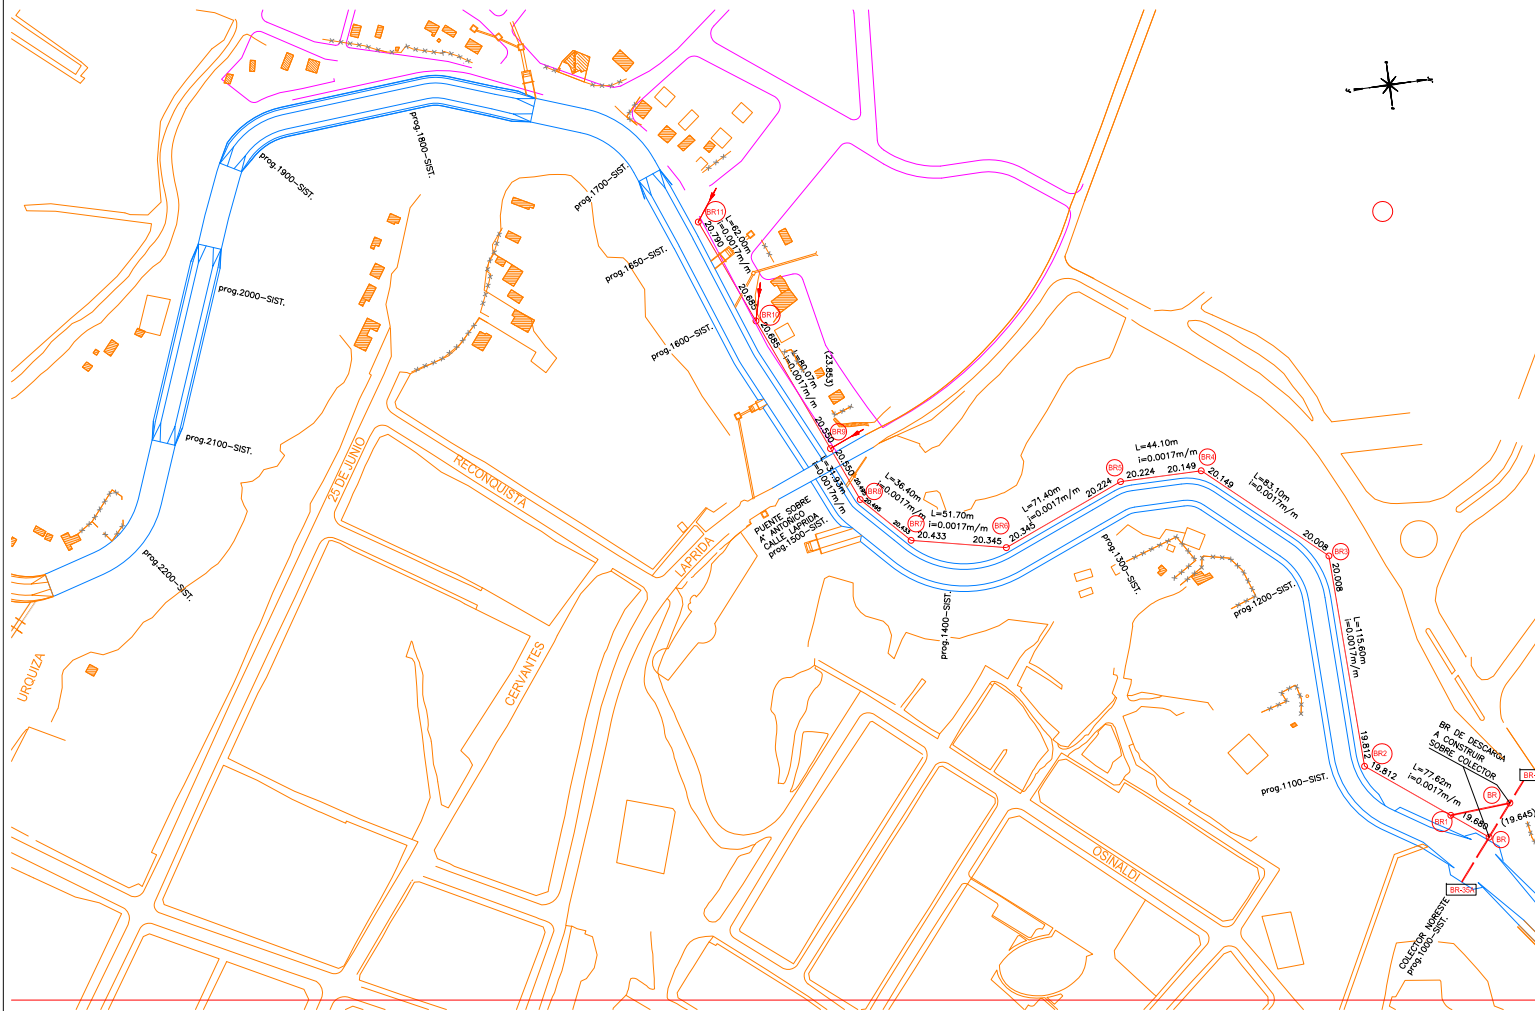 prog.1900-SIST.
prog.1800-SIST.
prog.1700-SIST.
prog.1650-SIST.
prog.1600-SIST.
prog.2000-SIST.
prog.2100-SIST.
prog.2200-SIST.
URQUIZA
25 DE JUNIO
RECONQUISTA
CERVANTES
LAPRIDA
OSINALDI
BR11
20.790
L=62.00m
i=0.0017m/m
20.685
BR10
20.685
L=80.07m
i=0.0017m/m
(23.853)
20.550
BR9
20.550
L=31.93m
i=0.0017m/m
20.495
BR8
20.495
L=36.40m
i=0.0017m/m
20.433
BR7
20.433
L=51.70m
i=0.0017m/m
20.345
BR6
20.345
L=71.40m
i=0.0017m/m
20.224
BR5
20.224
L=44.10m
i=0.0017m/m
20.149
BR4
20.149
L=83.10m
i=0.0017m/m
20.008
BR3
20.008
L=115.60m
i=0.0017m/m
19.812
BR2
19.812
L=77.62m
i=0.0017m/m
19.680
BR1
BR
BR
(19.645)
BR DE DESCARGA
A CONSTRUIR
SOBRE COLECTOR
BR-35A
COLECTOR NORESTE
prog.1000-SIST.
PUENTE SOBRE
Aº ANTOÑICO
CALLE LAPRIDA
prog.1500-SIST.
prog.1400-SIST.
prog.1300-SIST.
prog.1200-SIST.
prog.1100-SIST.